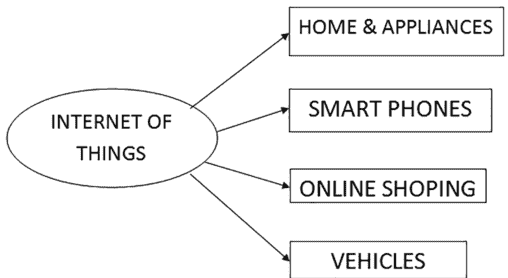 HOME & APPLIANCES
SMART PHONES
INTERNET OF
THINGS
ONLINE SHOPING
VEHICLES